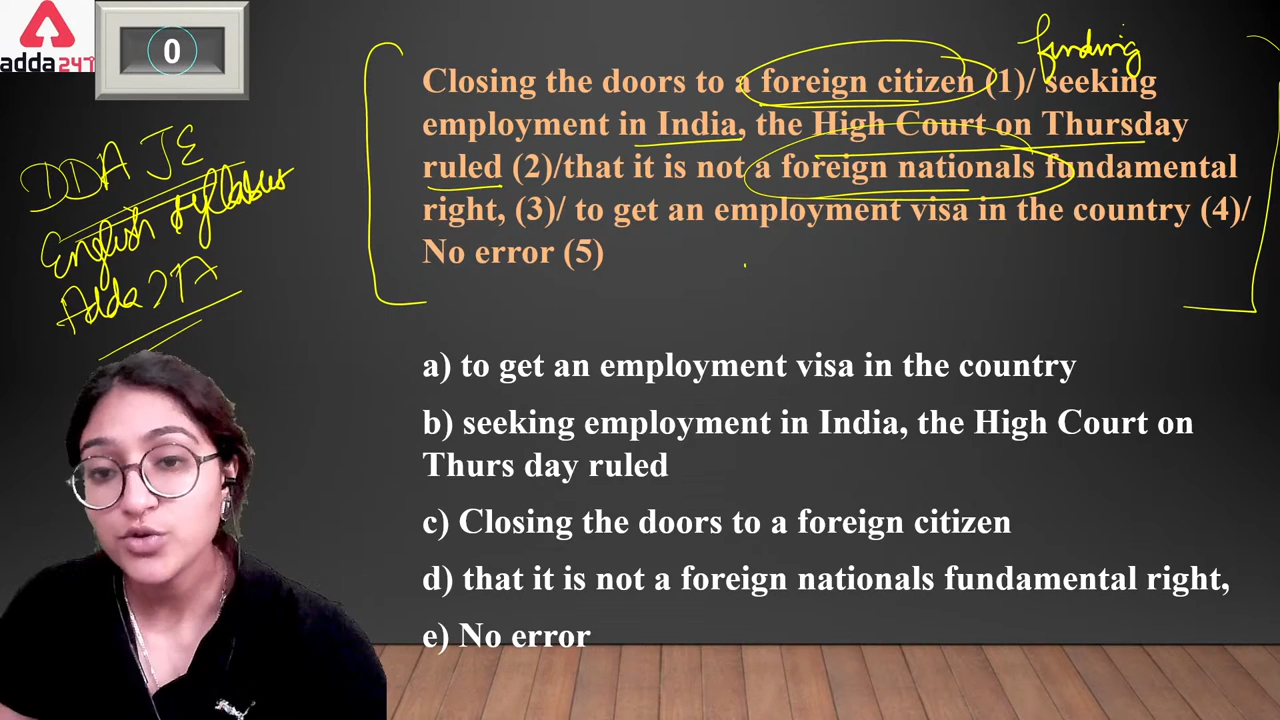 adda247
0
finding
Closing the doors to a foreign citizen (1)/ seeking
employment in India, the High Court on Thursday
ruled (2)/that it is not a foreign nationals fundamental
right, (3)/ to get an employment visa in the country (4)/
No error (5)
DDA JE
English syllabus
Adda
a) to get an employment visa in the country
b) seeking employment in India, the High Court on
Thurs day ruled
c) Closing the doors to a foreign citizen
d) that it is not a foreign nationals fundamental right,
e) No error